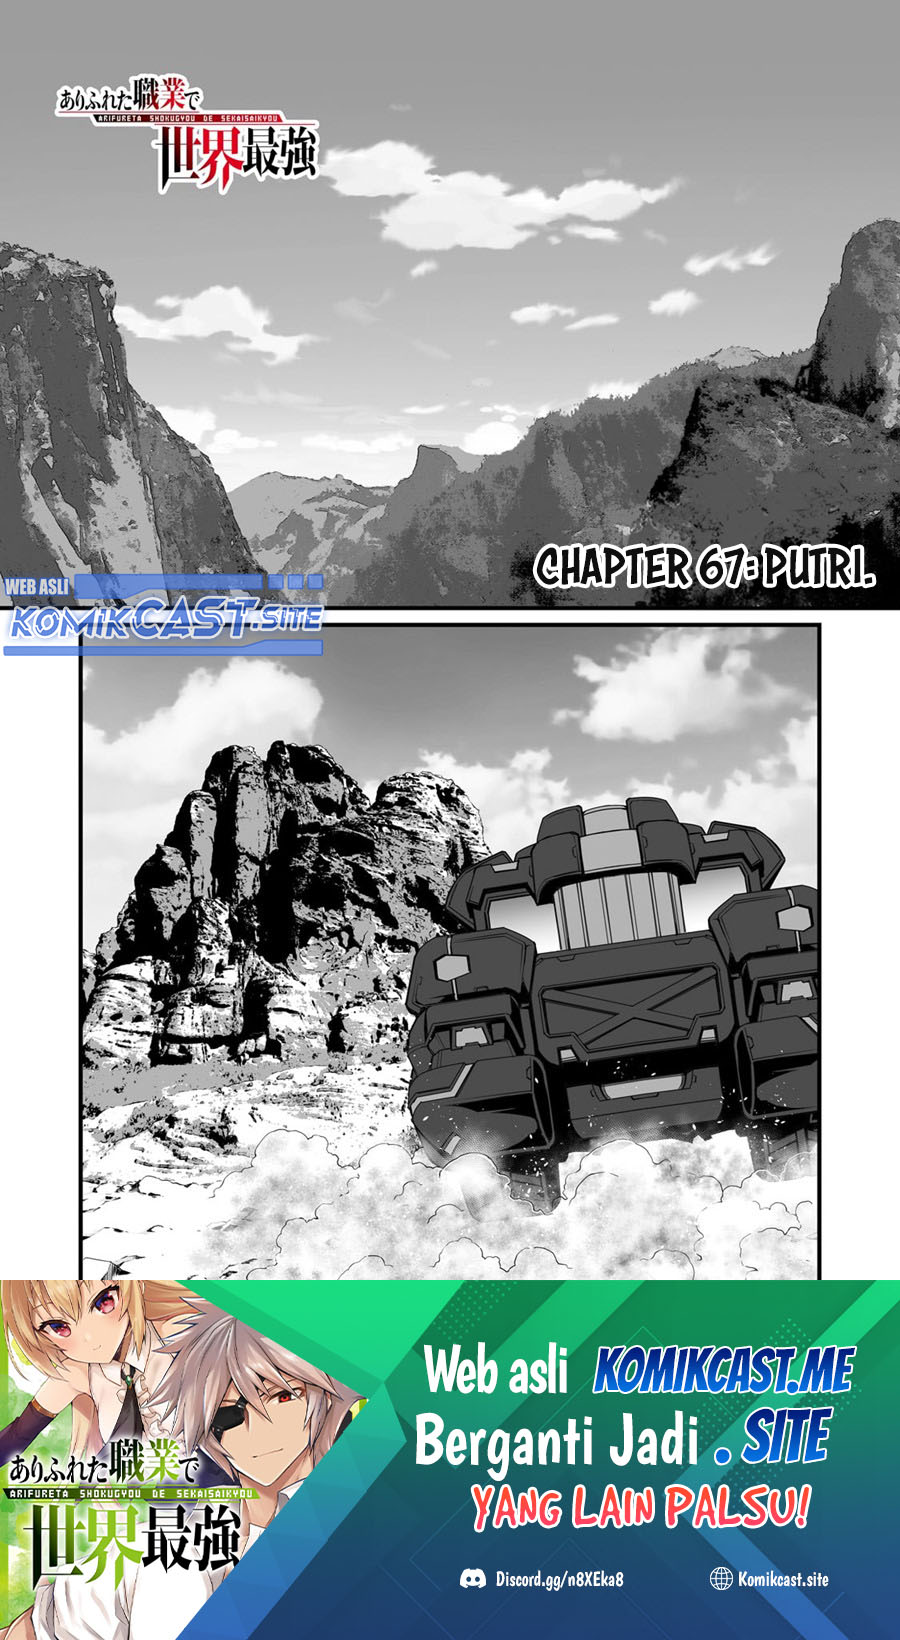 ありふれた職業で
ARIFURETA SHOKUGYOU DE SEKAISAIKYOU
世界最強
CHAPTER 67: PUTRI.
WEB ASLI
KOMIKCAST.SITE
Web asli KOMIKCAST.ME
Berganti Jadi .SITE
YANG LAIN PALSU!
ありふれた職業で
ARIFURETA SHOKUGYOU DE SEKAISAIKYOU
世界最強
Discord.gg/n8XEka8
Komikcast.site